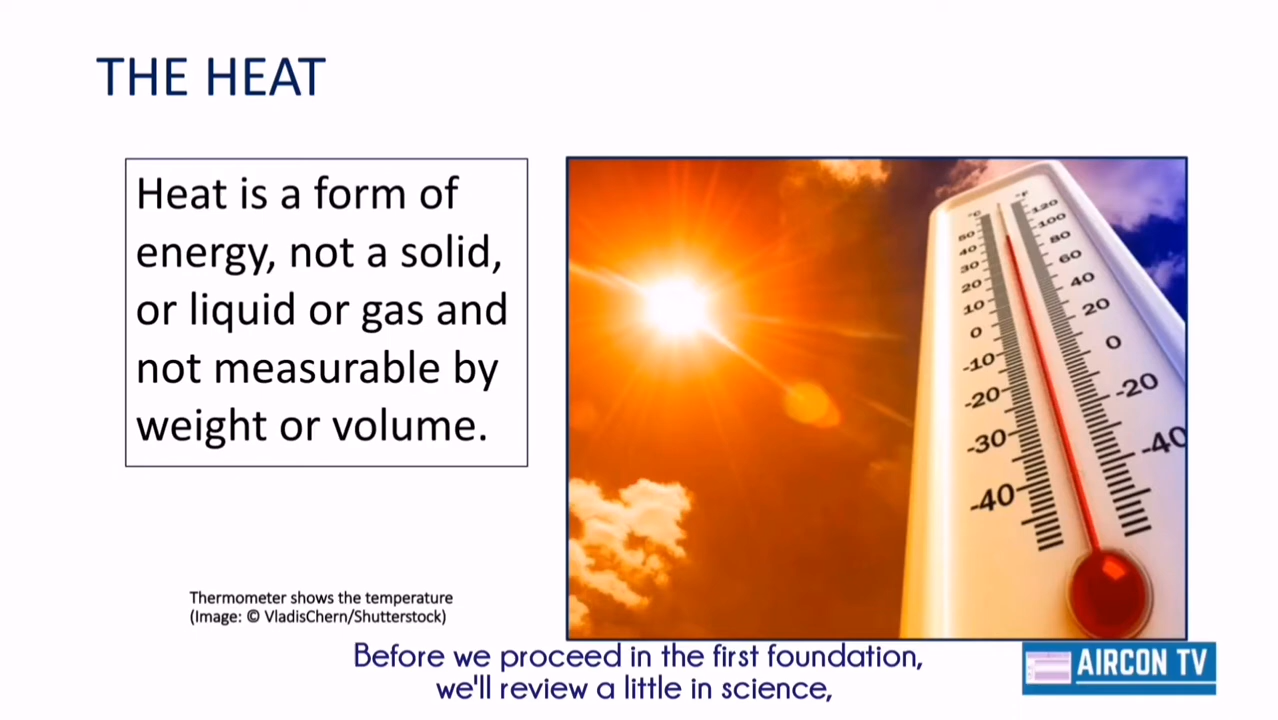 THE HEAT
Heat is a form of
energy, not a solid,
or liquid or gas and
not measurable by
weight or volume.
°C °F
50 120
40 100
30 80
20 60
10 40
0 20
-10 0
-20 -20
-30 -40
-40
Thermometer shows the temperature
(Image: © VladisChern/Shutterstock)
Before we proceed in the first foundation,
we'll review a little in science,
AIRCON TV